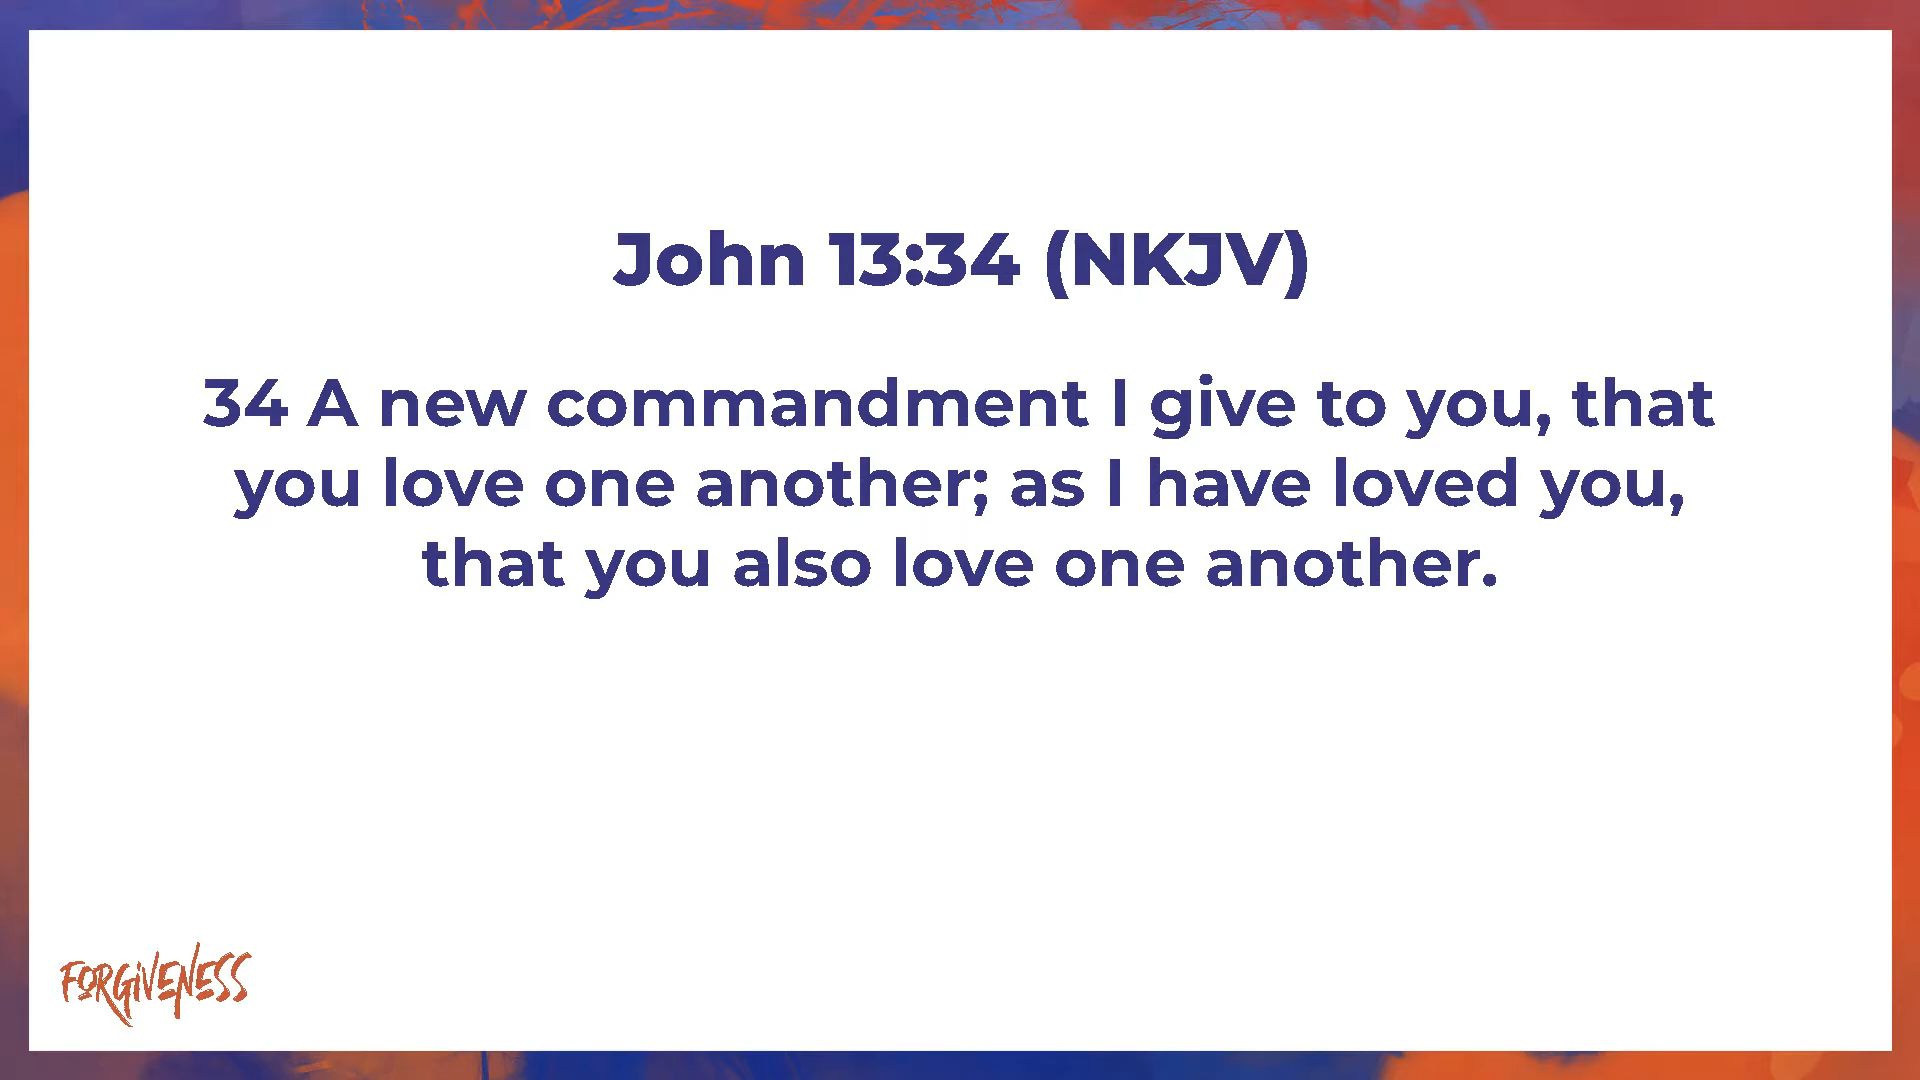 John 13:34 (NKJV)
34 A new commandment I give to you, that
you love one another; as I have loved you,
that you also love one another.
FORGIVENESS